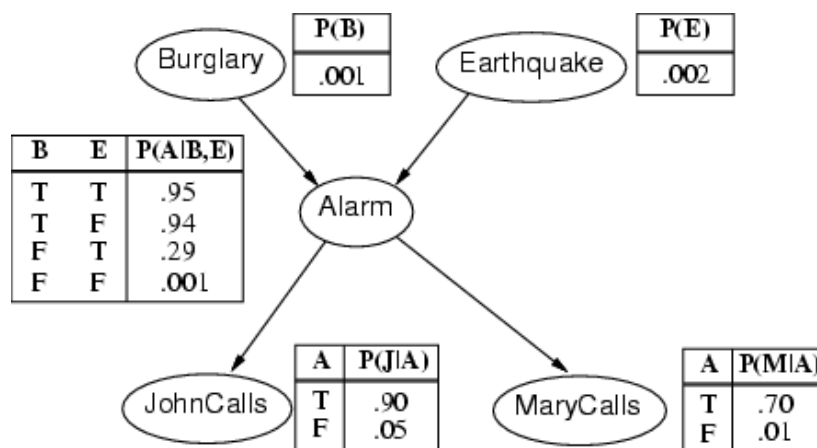 P(B)
.001
Burglary
P(E)
.002
Earthquake
B E P(A|B,E)
T T .95
T F .94
F T .29
F F .001
Alarm
A P(J|A)
T .90
F .05
JohnCalls
A P(M|A)
T .70
F .01
MaryCalls